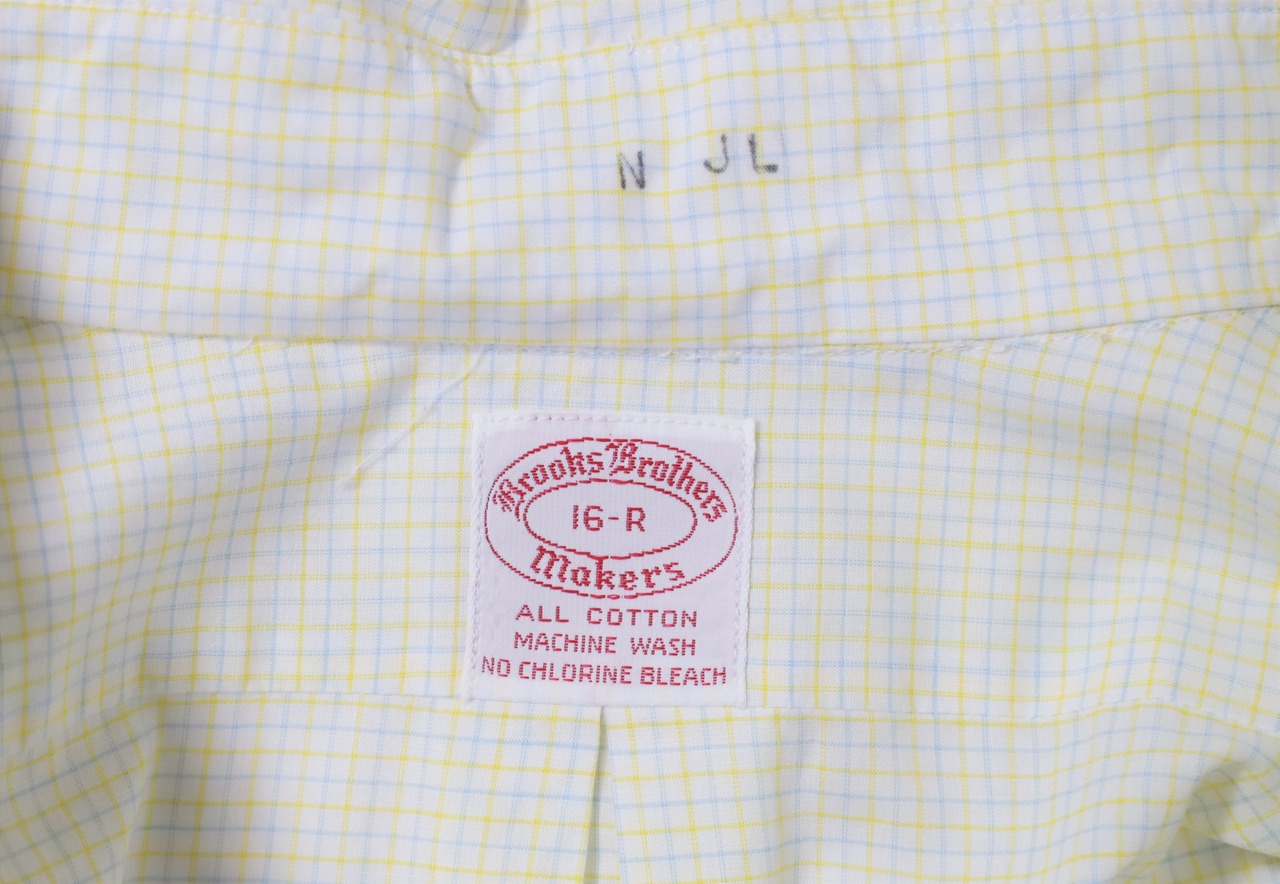 N JL
Brooks Brothers
16-R
Makers
ALL COTTON
MACHINE WASH
NO CHLORINE BLEACH